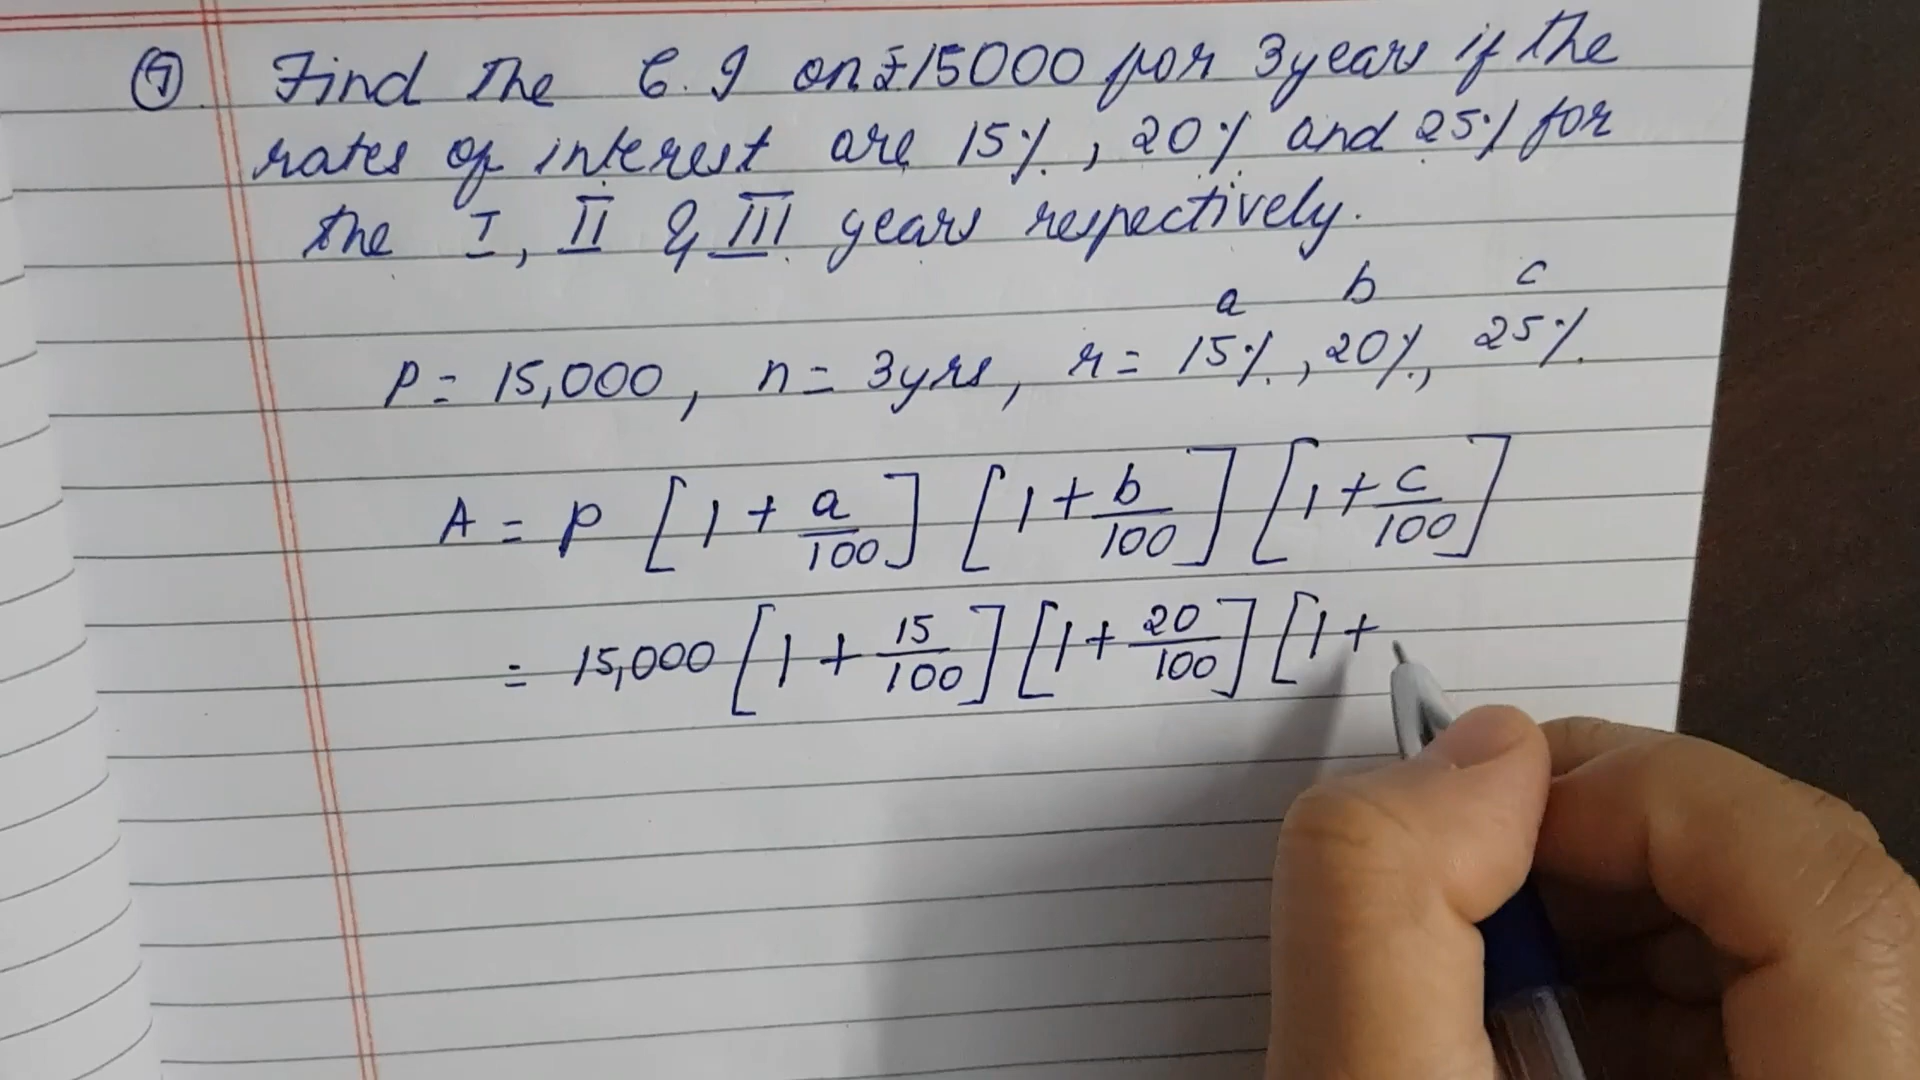 ⑦ Find the C.I on ₹15000 for 3years if the
rates of interest are 15%, 20% and 25% for
the I, II & III years respectively.
a b c
P = 15,000, n = 3yrs, r = 15%, 20%, 25%.
A = P [1 + a/100] [1 + b/100] [1 + c/100]
= 15,000 [1 + 15/100] [1 + 20/100] [1 +